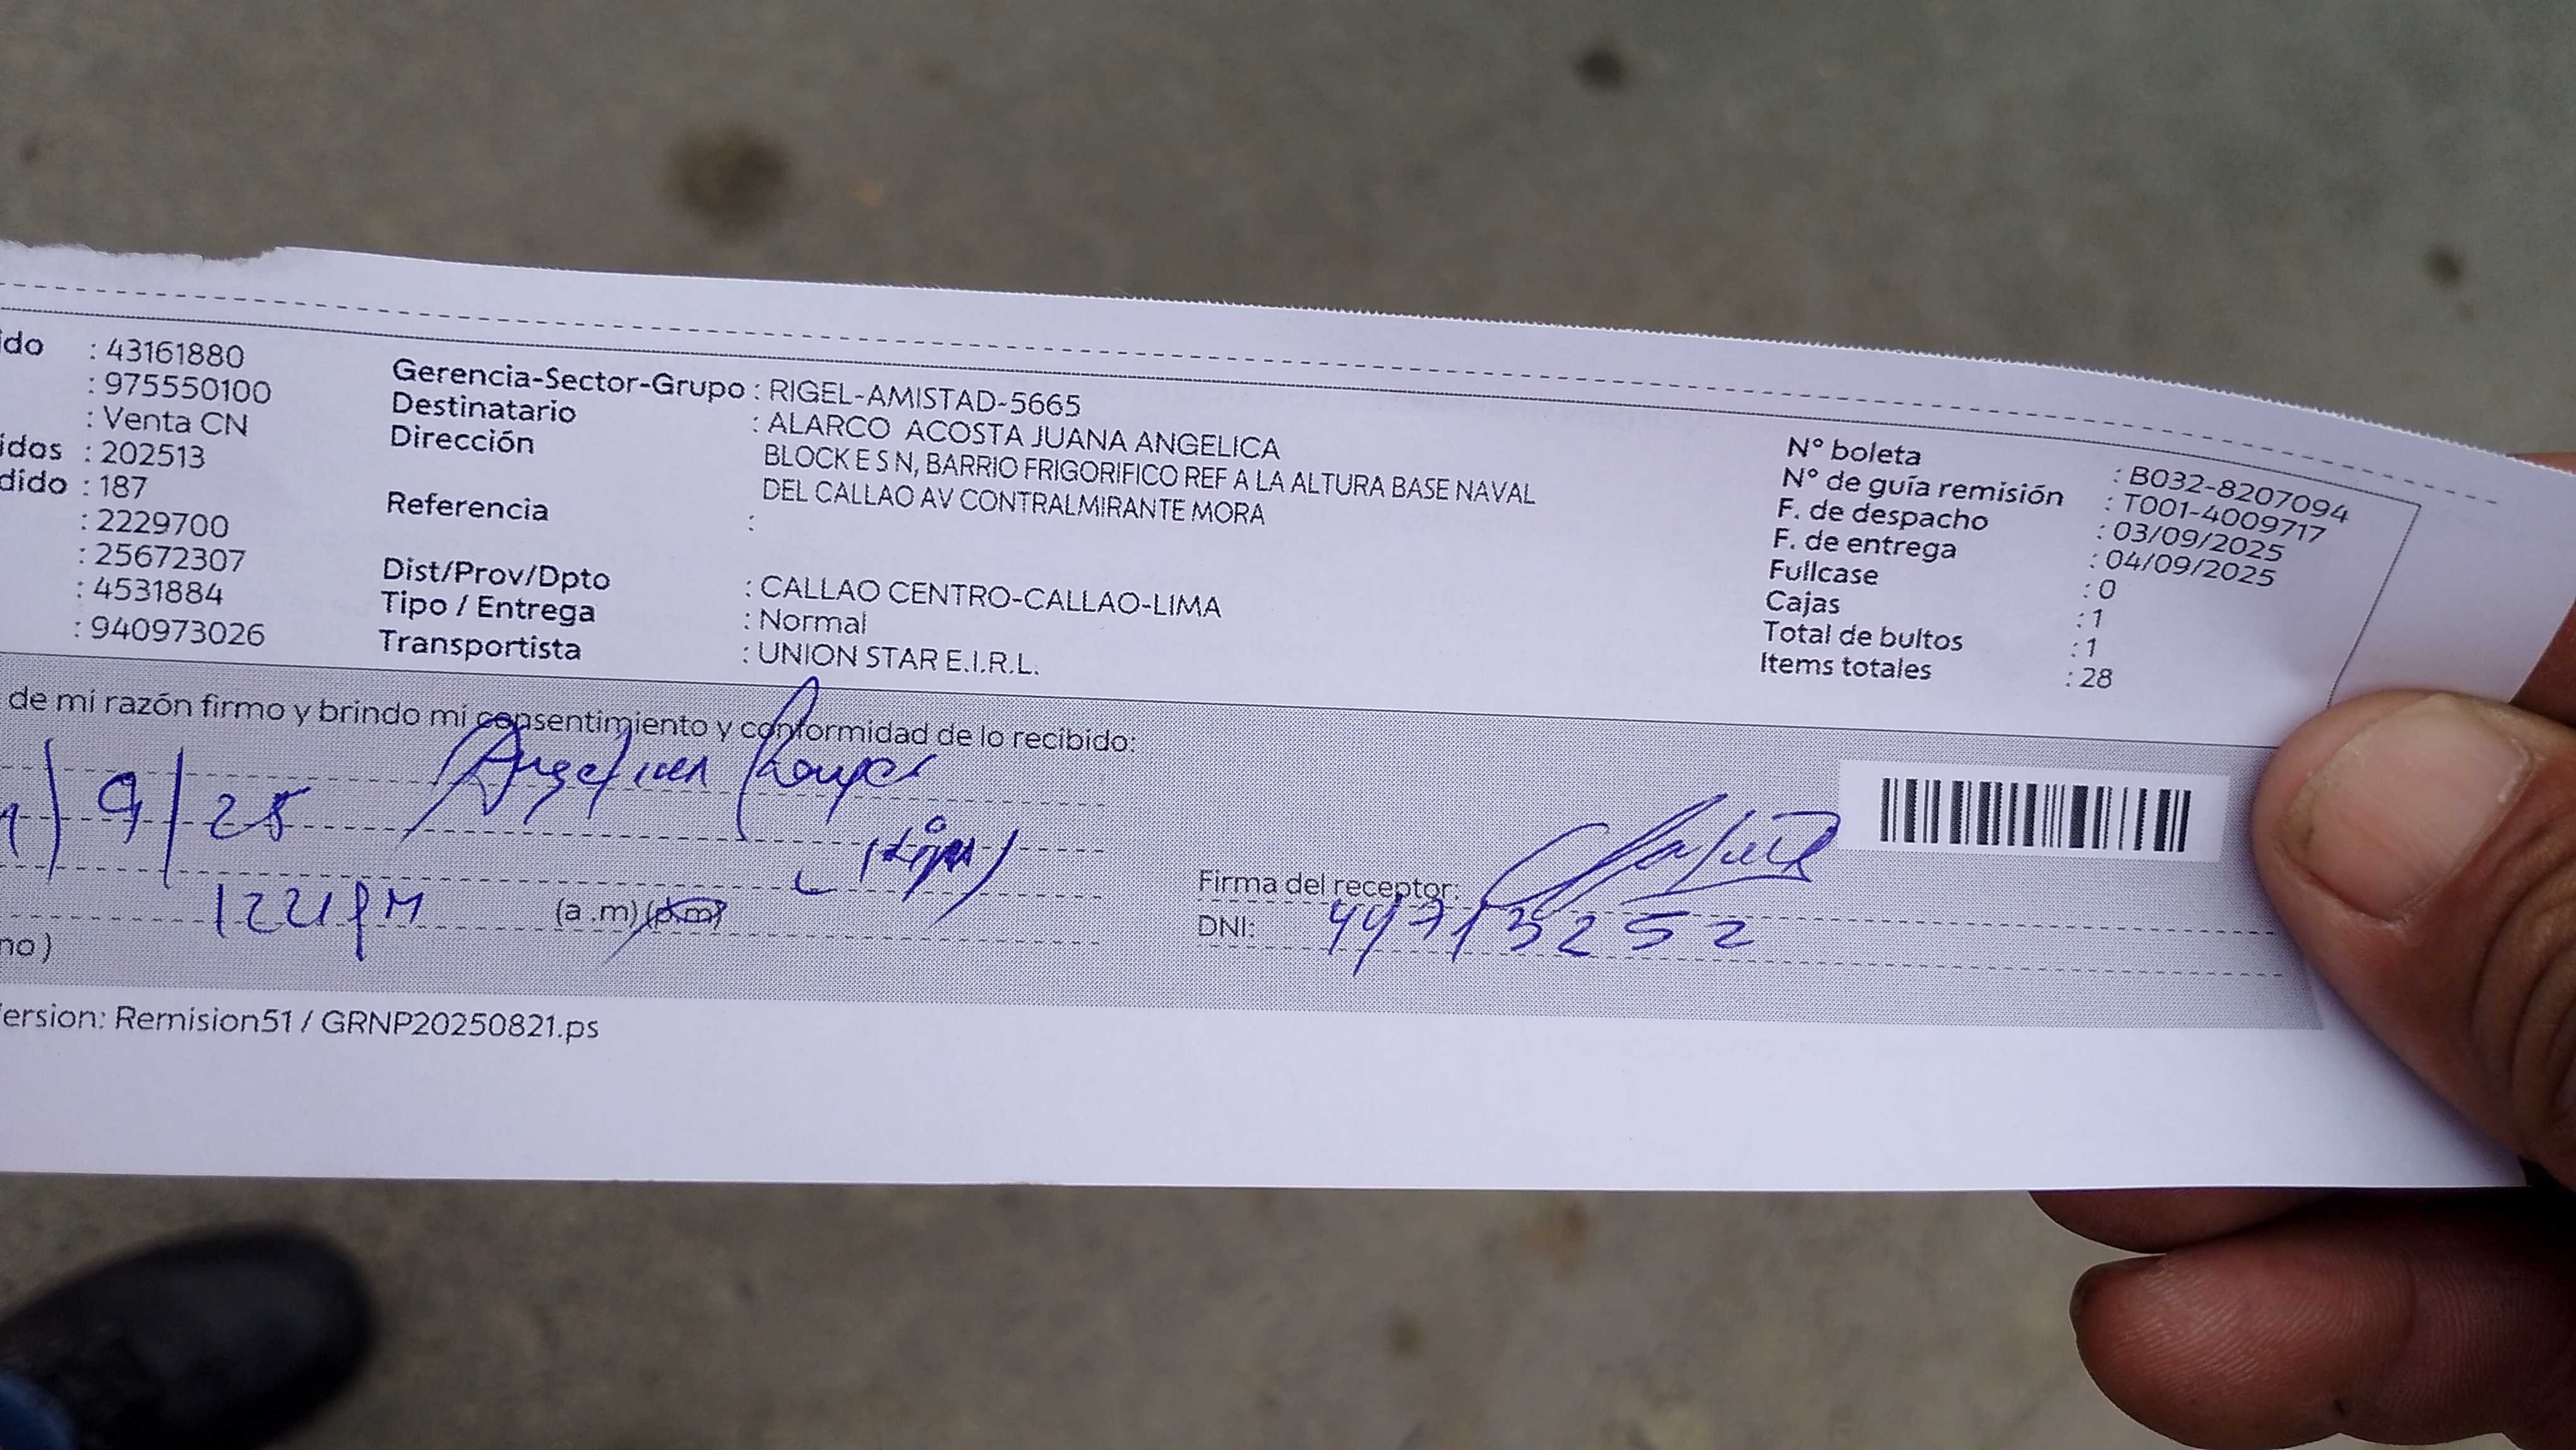 do : 43161880
: 975550100
: Venta CN
idos : 202513
dido : 187
: 2229700
: 25672307
: 4531884
: 940973026
Gerencia-Sector-Grupo : RIGEL-AMISTAD-5665
Destinatario : ALARCO ACOSTA JUANA ANGELICA
Dirección BLOCK E S N, BARRIO FRIGORIFICO REF A LA ALTURA BASE NAVAL
DEL CALLAO AV CONTRALMIRANTE MORA
Referencia :
Dist/Prov/Dpto : CALLAO CENTRO-CALLAO-LIMA
Tipo / Entrega : Normal
Transportista : UNION STAR E.I.R.L.
N° boleta : B032-8207094
N° de guía remisión : T001-4009717
F. de despacho : 03/09/2025
F. de entrega : 04/09/2025
Fullcase : 0
Cajas : 1
Total de bultos : 1
Items totales : 28
de mi razón firmo y brindo mi consentimiento y conformidad de lo recibido:
/ 9 / 25
(a .m) (p.m)
no )
Firma del receptor:
DNI:
ersion: Remision51 / GRNP20250821.ps